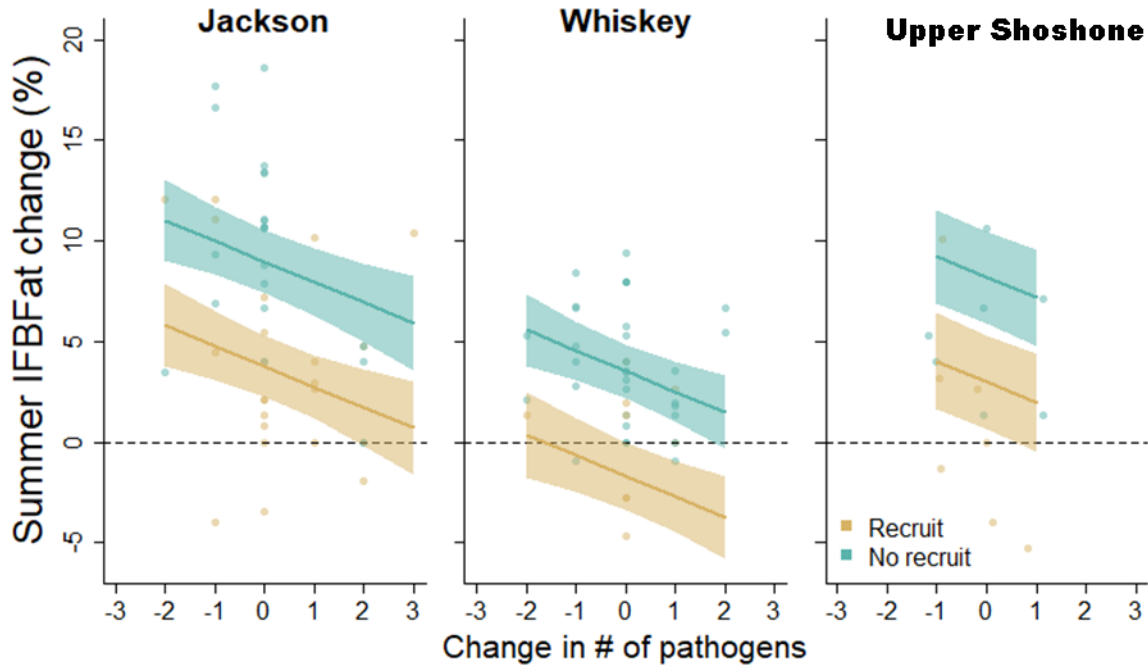 Jackson
Whiskey
Upper Shoshone
Summer IFBFat change (%)
20
15
10
5
0
-5
Recruit
No recruit
-3 -2 -1 0 1 2 3
-3 -2 -1 0 1 2 3
-3 -2 -1 0 1 2 3
Change in # of pathogens